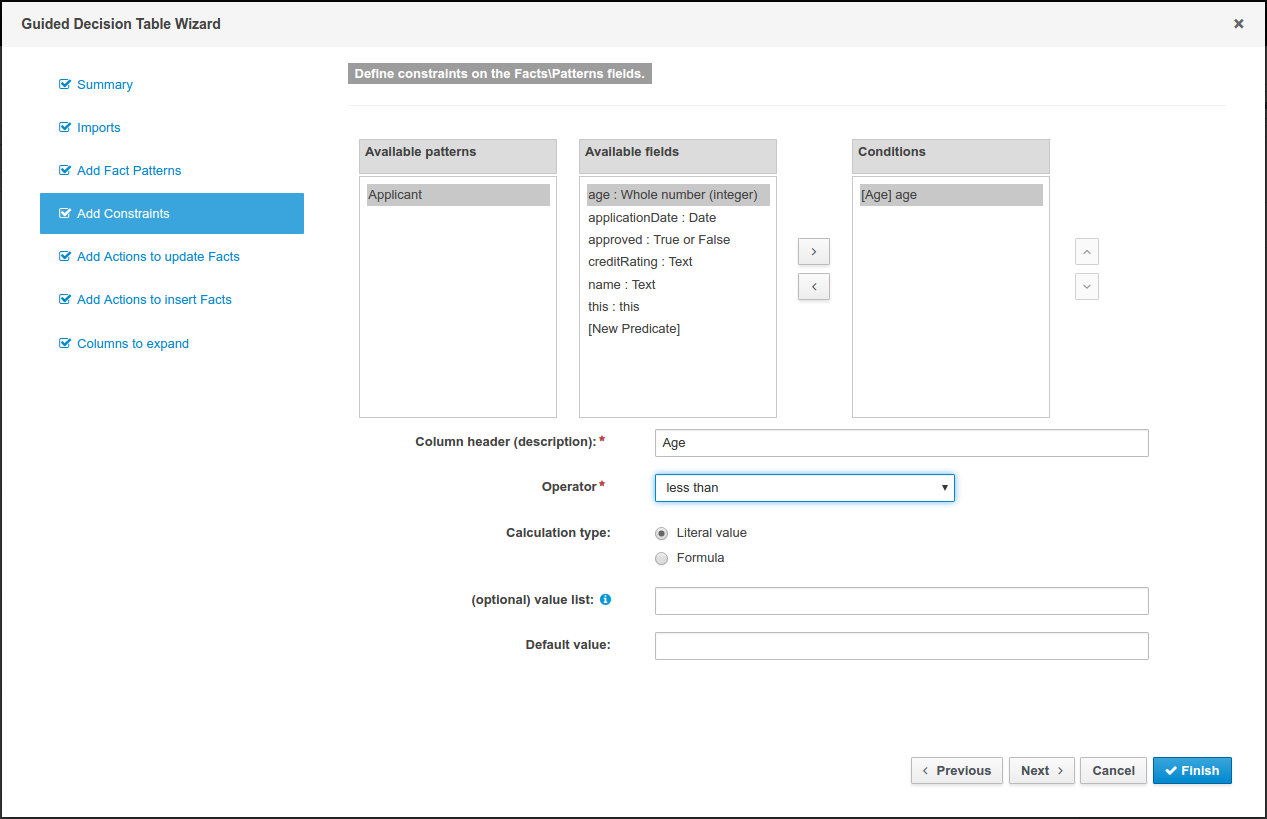 Guided Decision Table Wizard
Summary
Imports
Add Fact Patterns
Add Constraints
Add Actions to update Facts
Add Actions to insert Facts
Columns to expand
Define constraints on the Facts\Patterns fields.
Available patterns
Applicant
Available fields
age : Whole number (integer)
applicationDate : Date
approved : True or False
creditRating : Text
name : Text
this : this
[New Predicate]
Conditions
[Age] age
Column header (description):* Age
Operator* less than
Calculation type: Literal value
Formula
(optional) value list:
Default value:
Previous Next Cancel Finish